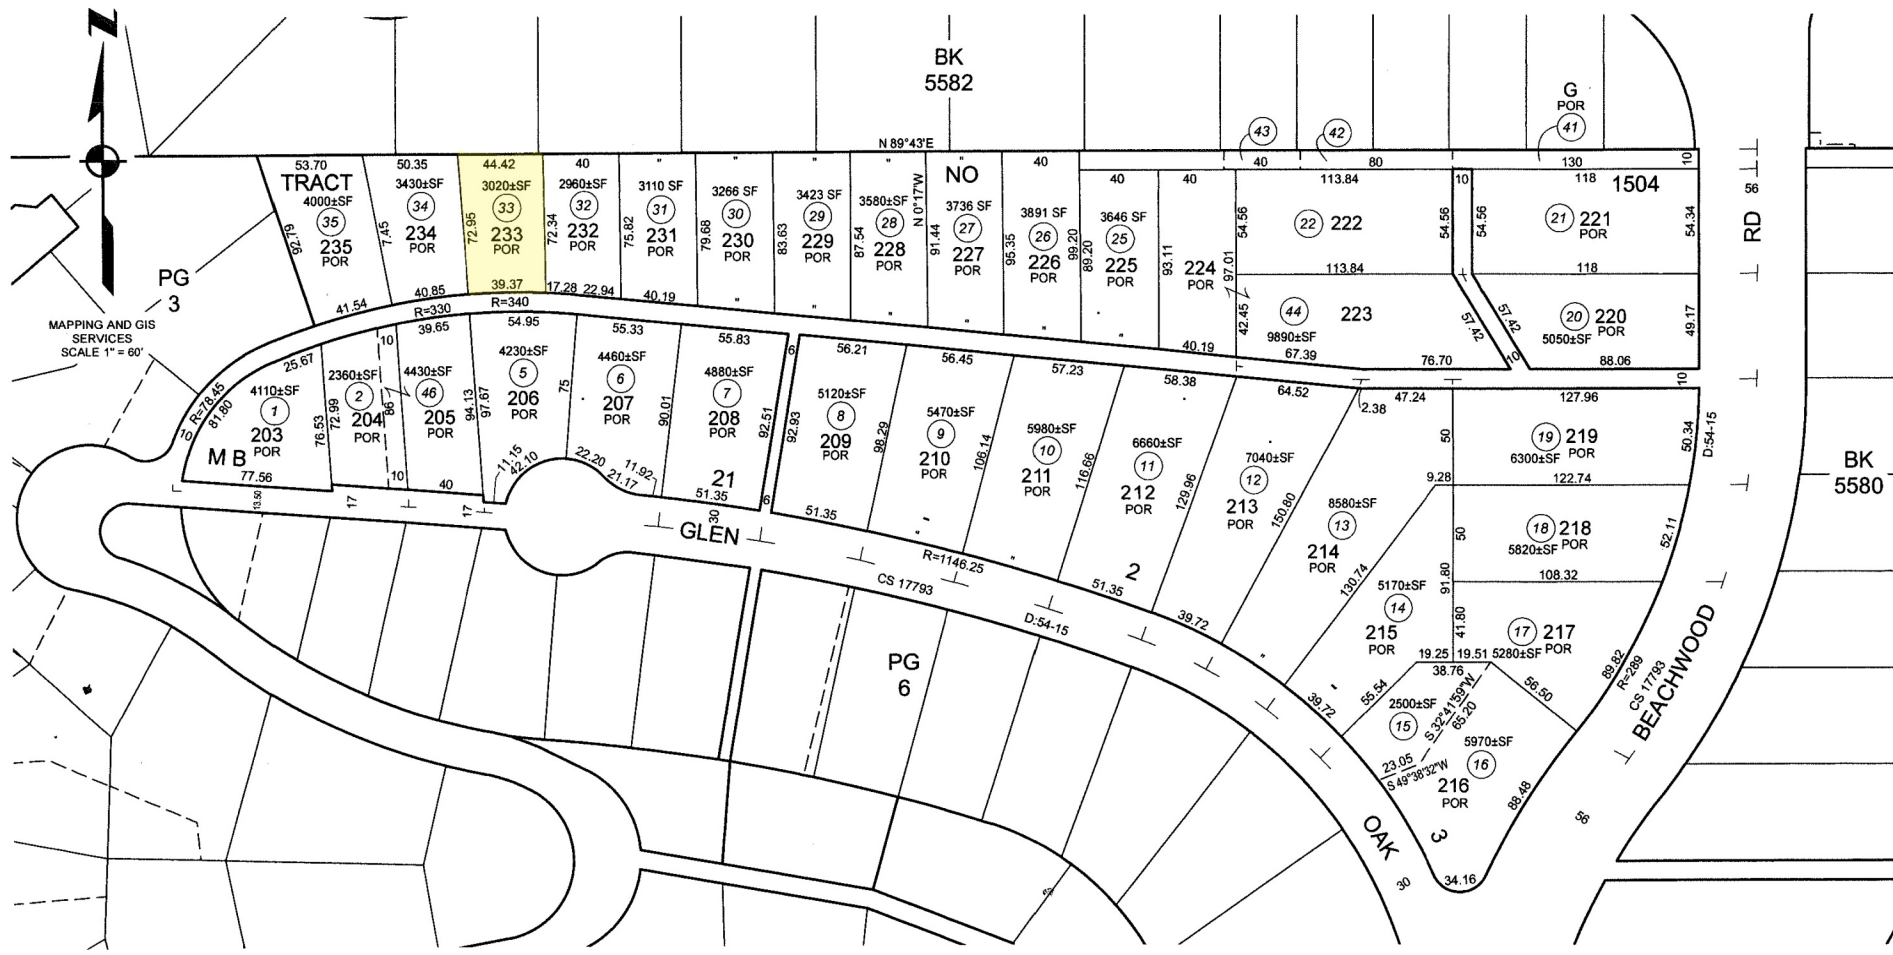 Z
BK
5582
N 89°43'E
G
POR
41
43
42
40
80
130
10
53.70
50.35
44.42
40
"
"
"
"
"
40
TRACT
4000±SF
35
235
POR
92.79
3430±SF
34
234
POR
7.45
3020±SF
33
233
POR
72.95
2960±SF
32
232
POR
72.34
3110 SF
31
231
POR
75.82
3266 SF
30
230
POR
79.68
3423 SF
29
229
POR
83.63
3580±SF
28
228
POR
87.54
N 0°17'W
NO
3736 SF
27
227
POR
91.44
3891 SF
26
226
POR
95.35
99.20
40
3646 SF
25
225
POR
89.20
40
224
POR
93.11
97.01
113.84
54.56
22 222
54.56
113.84
10
54.56
118
1504
21 221
POR
54.34
118
44
223
9890±SF
42.45
67.39
76.70
57.42
57.42
10
20 220
5050±SF POR
49.17
88.06
10
56
RD
PG
3
MAPPING AND GIS
SERVICES
SCALE 1" = 60'
41.54
40.85
39.37
17.28
22.94
40.19
"
"
"
"
40.19
R=340
R=330
25.67
39.65
54.95
55.33
55.83
56.21
56.45
57.23
58.38
64.52
2.38
47.24
127.96
R=78.45
81.80
10
4110±SF
1
203
POR
M B
77.56
76.53
72.99
2360±SF
2
204
POR
10
86
10
4430±SF
46
205
POR
40
94.13
97.67
4230±SF
5
206
POR
75
4460±SF
6
207
POR
90.01
4880±SF
7
208
POR
92.51
6
92.93
6
5120±SF
8
209
POR
98.29
5470±SF
9
210
POR
106.14
5980±SF
10
211
POR
116.66
6660±SF
11
212
POR
129.96
7040±SF
12
213
POR
150.80
8580±SF
13
214
POR
130.74
50
19 219
6300±SF POR
50.34
D:54-15
9.28
122.74
50
18 218
5820±SF POR
52.11
108.32
91.80
41.80
5170±SF
14
215
POR
17 217
5280±SF POR
89.82
R=289
CS 17793
BEACHWOOD
56
BK
5580
19.25
19.51
38.76
55.54
56.50
2500±SF
15
S 32°41'59"W
65.20
23.05
S 49°38'32"W
5970±SF
16
216
POR
88.48
3
34.16
OAK
30
13.50
17
17
11.15
42.10
22.20
21.17
11.92
21
51.35
30
GLEN
51.35
"
"
R=1146.25
CS 17793
2
51.35
D:54-15
39.72
"
39.72
PG
6